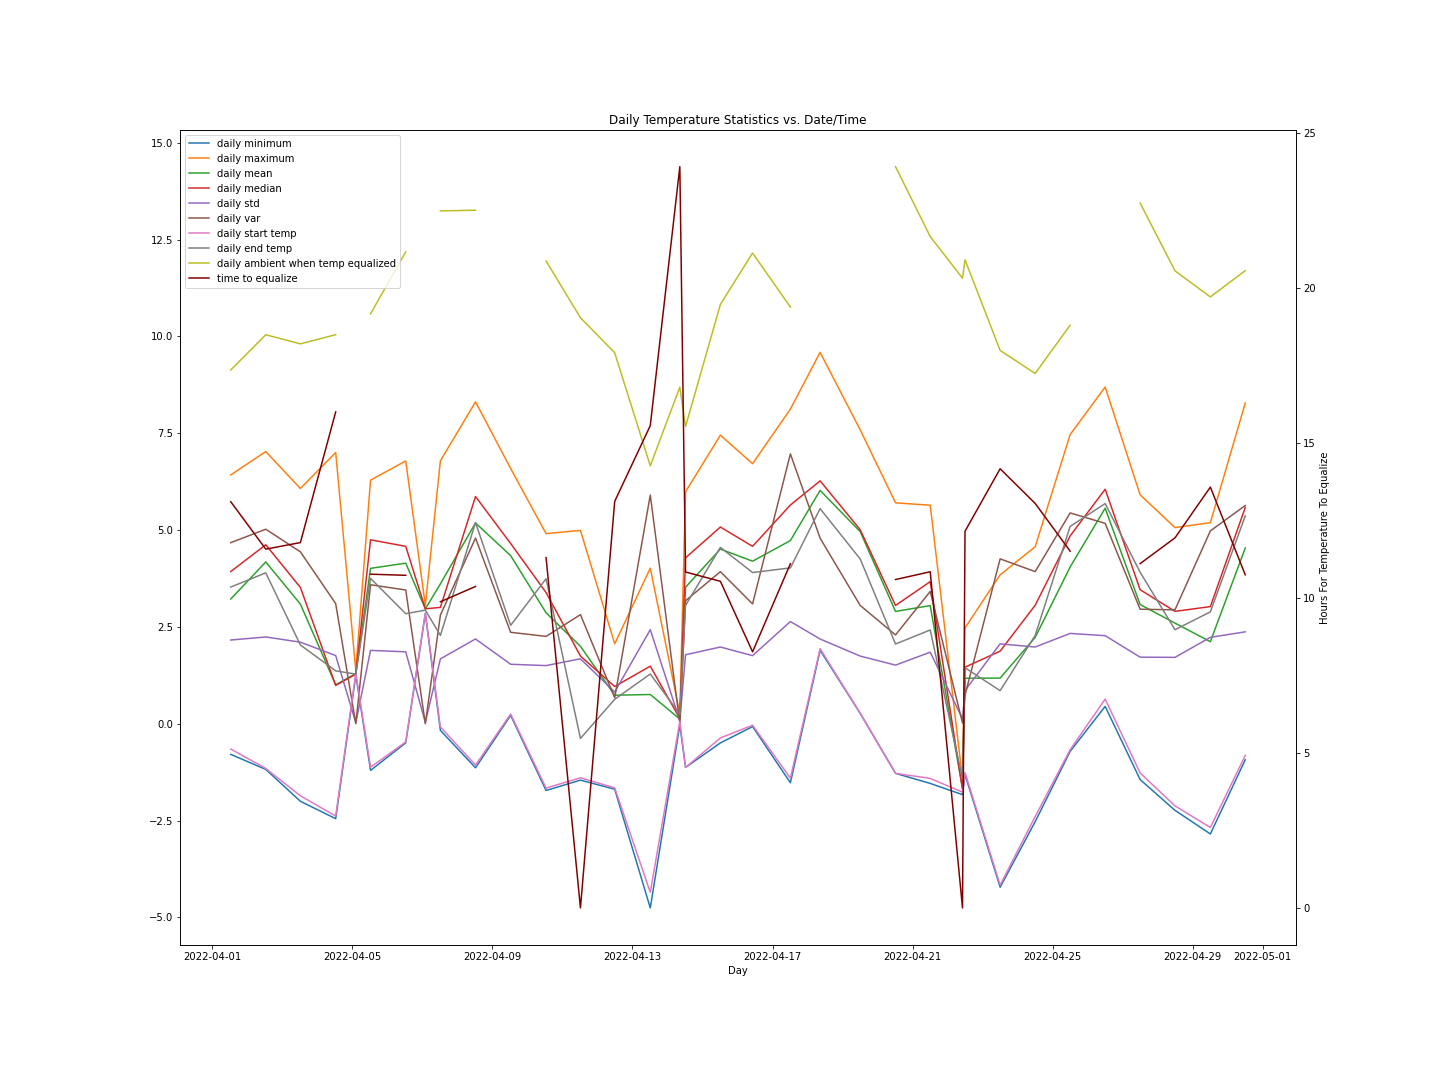 Daily Temperature Statistics vs. Date/Time
daily minimum
daily maximum
daily mean
daily median
daily std
daily var
daily start temp
daily end temp
daily ambient when temp equalized
time to equalize
15.0
12.5
10.0
7.5
5.0
2.5
0.0
−2.5
−5.0
25
20
15
10
5
0
Hours For Temperature To Equalize
2022-04-01 2022-04-05 2022-04-09 2022-04-13 2022-04-17 2022-04-21 2022-04-25 2022-04-29 2022-05-01
Day